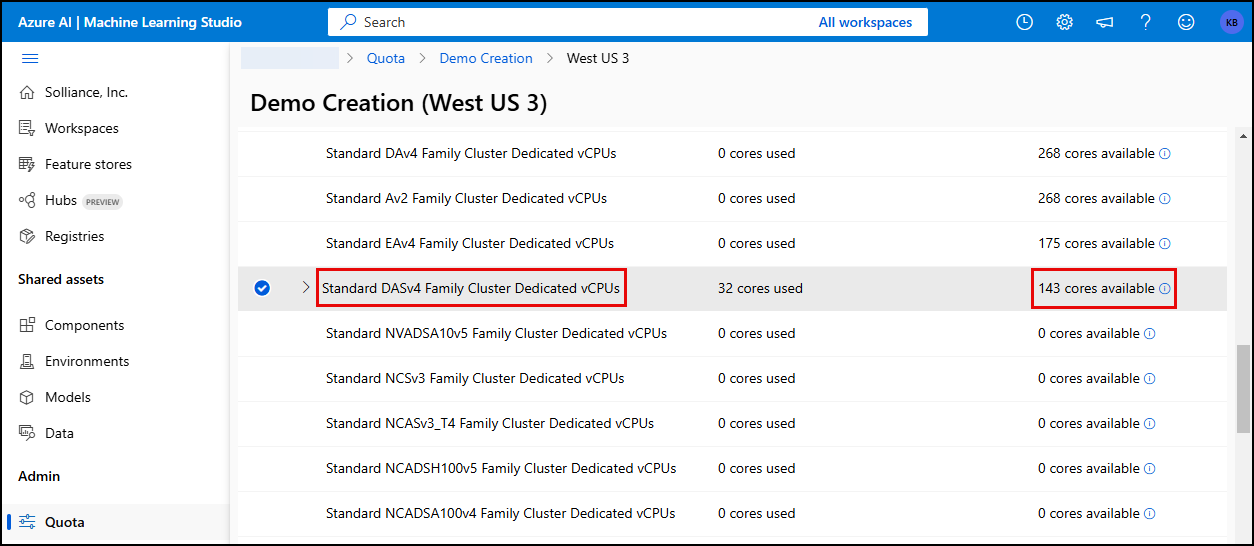 Azure AI | Machine Learning Studio
Search
All workspaces
KB
Quota > Demo Creation > West US 3
Solliance, Inc.
Workspaces
Feature stores
Hubs PREVIEW
Registries
Shared assets
Components
Environments
Models
Data
Admin
Quota
Demo Creation (West US 3)
Standard DAv4 Family Cluster Dedicated vCPUs 0 cores used 268 cores available
Standard Av2 Family Cluster Dedicated vCPUs 0 cores used 268 cores available
Standard EAv4 Family Cluster Dedicated vCPUs 0 cores used 175 cores available
Standard DASv4 Family Cluster Dedicated vCPUs 32 cores used 143 cores available
Standard NVADSA10v5 Family Cluster Dedicated vCPUs 0 cores used 0 cores available
Standard NCSv3 Family Cluster Dedicated vCPUs 0 cores used 0 cores available
Standard NCASv3_T4 Family Cluster Dedicated vCPUs 0 cores used 0 cores available
Standard NCADSH100v5 Family Cluster Dedicated vCPUs 0 cores used 0 cores available
Standard NCADSA100v4 Family Cluster Dedicated vCPUs 0 cores used 0 cores available